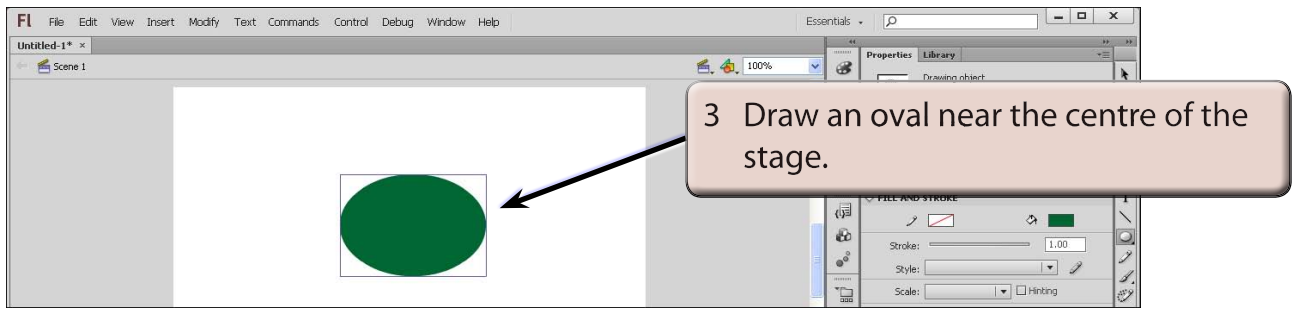 Fl File Edit View Insert Modify Text Commands Control Debug Window Help Essentials
Untitled-1* ×
Scene 1 100%
Properties Library
Drawing object
3 Draw an oval near the centre of the
stage.
FILL AND STROKE
Stroke: 1.00
Style:
Scale: Hinting